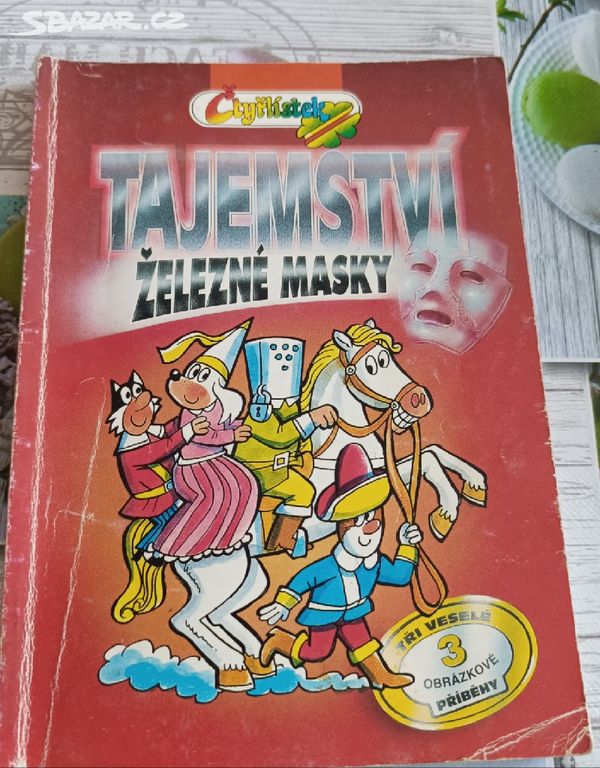 SBAZAR.CZ
Čtyřlístek
TAJEMSTVÍ
ŽELEZNÉ MASKY
TŘI VESELÉ
3
OBRÁZKOVÉ
PŘÍBĚHY